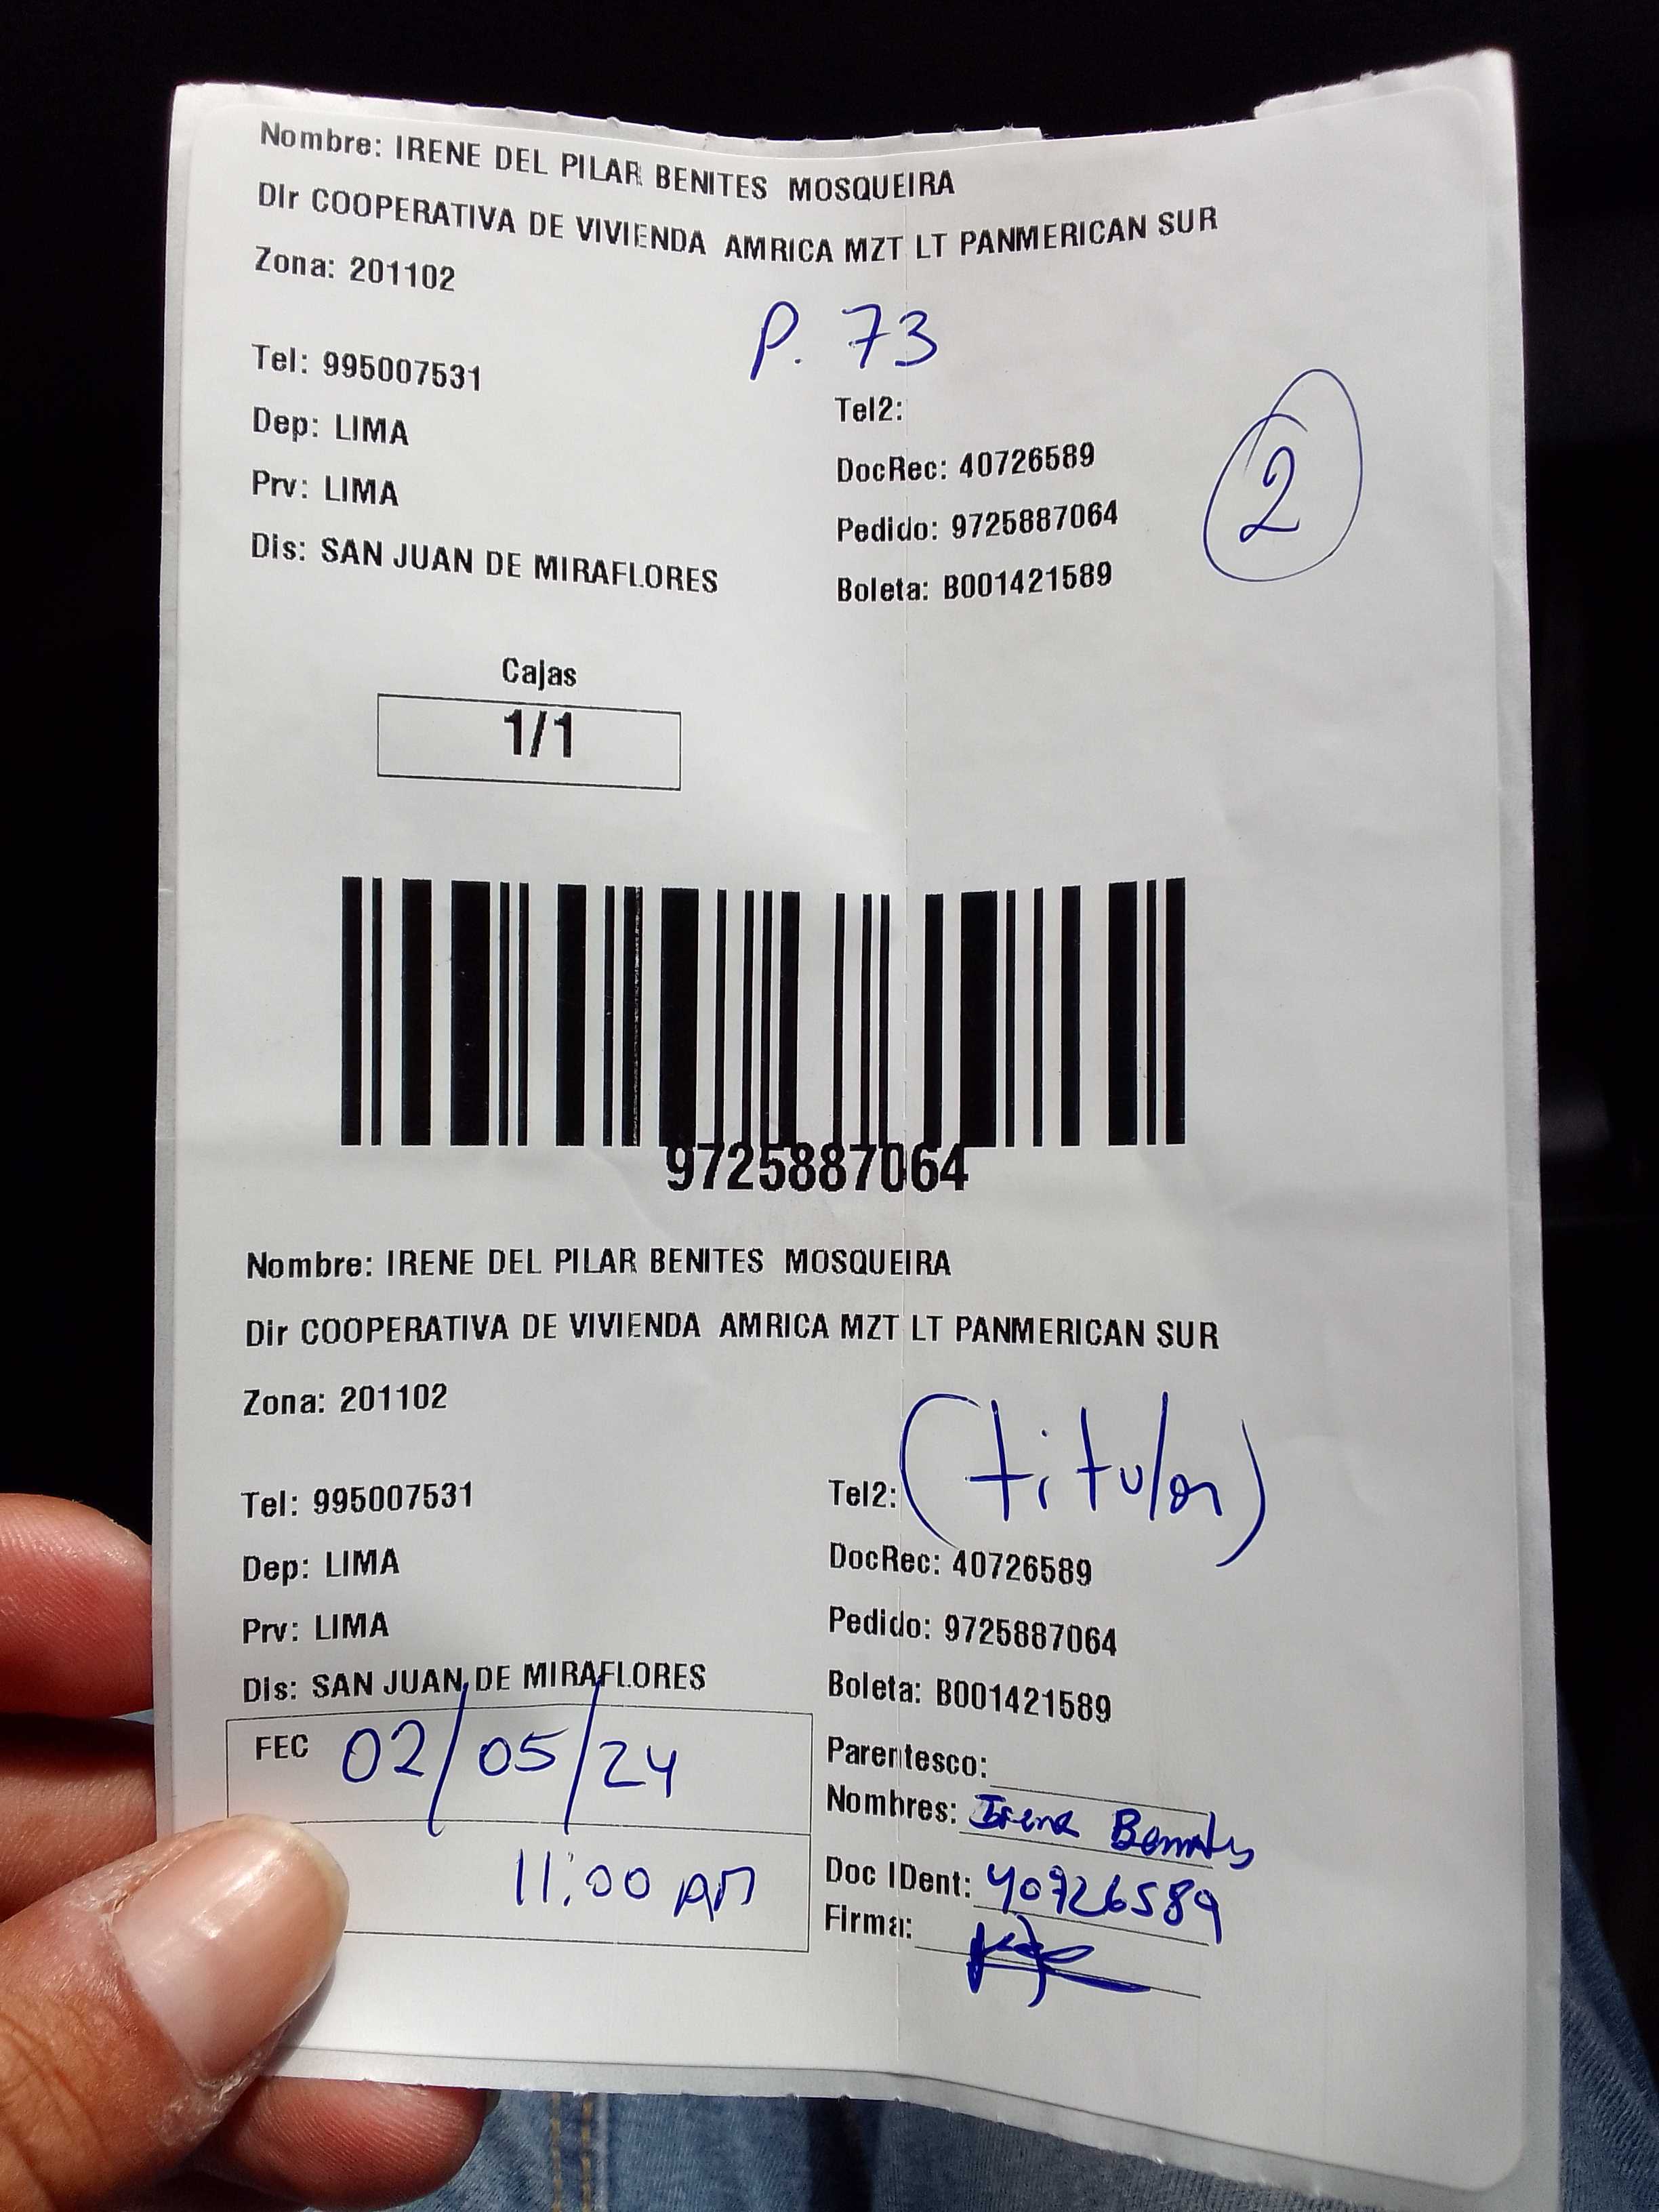 Nombre: IRENE DEL PILAR BENITES MOSQUEIRA
Dir COOPERATIVA DE VIVIENDA AMRICA MZT LT PANMERICAN SUR
Zona: 201102
P. 73
Tel: 995007531
Tel2:
Dep: LIMA
DocRec: 40726589
2
Prv: LIMA
Pedido: 9725887064
Dis: SAN JUAN DE MIRAFLORES
Boleta: B001421589
Cajas
1/1
9725887064
Nombre: IRENE DEL PILAR BENITES MOSQUEIRA
Dir COOPERATIVA DE VIVIENDA AMRICA MZT LT PANMERICAN SUR
Zona: 201102
(titular)
Tel: 995007531
Tel2:
Dep: LIMA
DocRec: 40726589
Prv: LIMA
Pedido: 9725887064
Dis: SAN JUAN DE MIRAFLORES
Boleta: B001421589
FEC 02/05/24
Parentesco:
Nombres: Irene Benites
11:00 am
Doc IDent: 40726589
Firma: